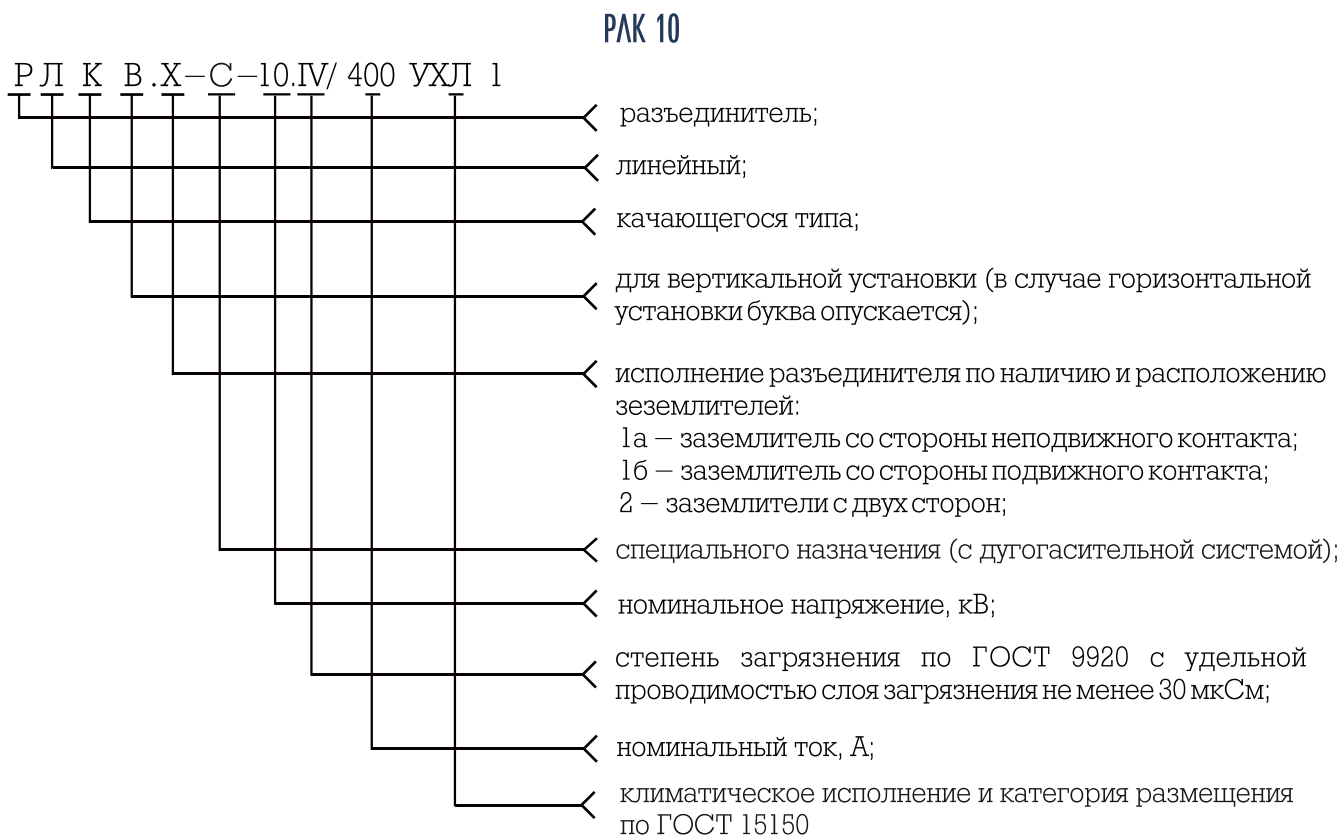 РЛК 10
РЛКВ.Х–С–10.IV/ 400 УХЛ 1
разъединитель;
линейный;
качающегося типа;
для вертикальной установки (в случае горизонтальной
установки буква опускается);
исполнение разъединителя по наличию и расположению
зеземлителей:
1а – заземлитель со стороны неподвижного контакта;
1б – заземлитель со стороны подвижного контакта;
2 – заземлители с двух сторон;
специального назначения (с дугогасительной системой);
номинальное напряжение, кВ;
степень загрязнения по ГОСТ 9920 с удельной
проводимостью слоя загрязнения не менее 30 мкСм;
номинальный ток, А;
климатическое исполнение и категория размещения
по ГОСТ 15150